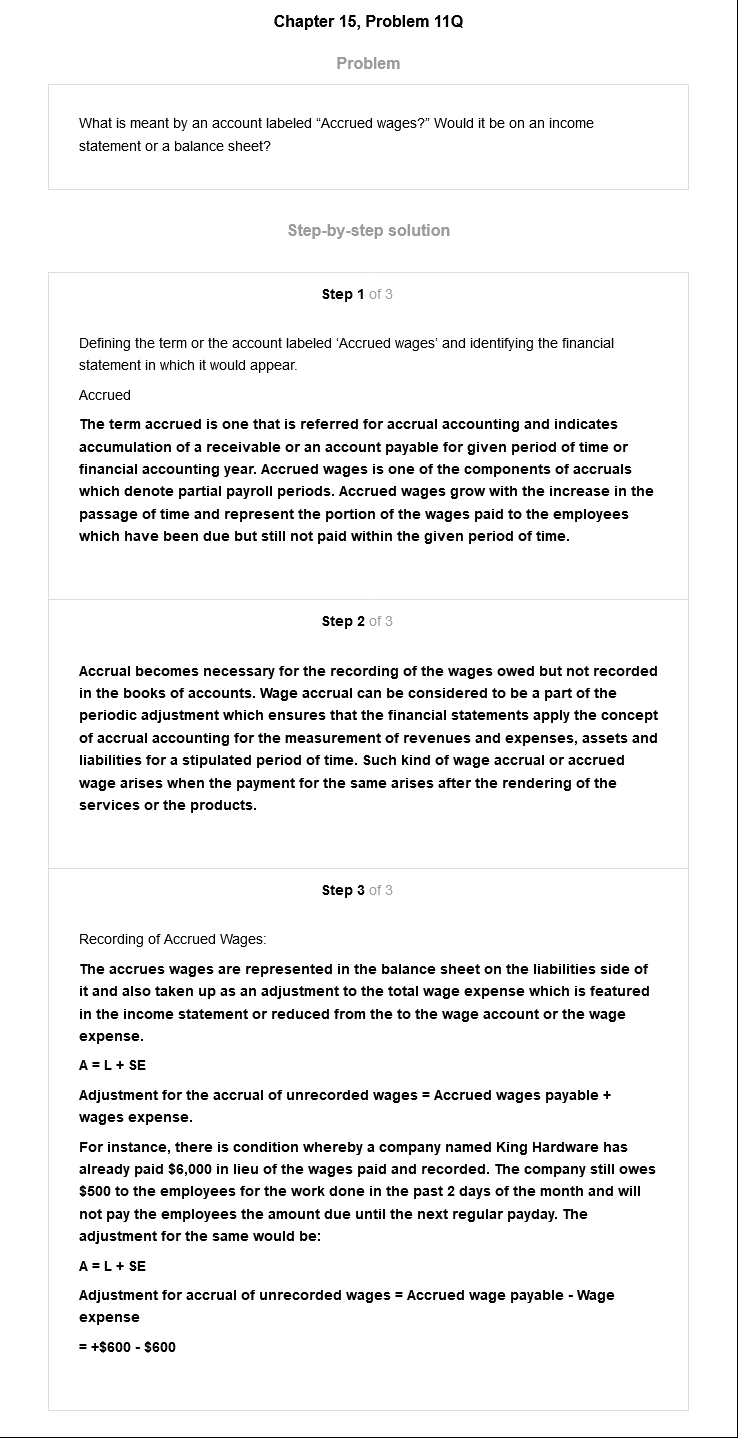 Chapter 15, Problem 11Q
Problem
What is meant by an account labeled “Accrued wages?” Would it be on an income
statement or a balance sheet?
Step-by-step solution
Step 1 of 3
Defining the term or the account labeled ‘Accrued wages’ and identifying the financial
statement in which it would appear.
Accrued
The term accrued is one that is referred for accrual accounting and indicates
accumulation of a receivable or an account payable for given period of time or
financial accounting year. Accrued wages is one of the components of accruals
which denote partial payroll periods. Accrued wages grow with the increase in the
passage of time and represent the portion of the wages paid to the employees
which have been due but still not paid within the given period of time.
Step 2 of 3
Accrual becomes necessary for the recording of the wages owed but not recorded
in the books of accounts. Wage accrual can be considered to be a part of the
periodic adjustment which ensures that the financial statements apply the concept
of accrual accounting for the measurement of revenues and expenses, assets and
liabilities for a stipulated period of time. Such kind of wage accrual or accrued
wage arises when the payment for the same arises after the rendering of the
services or the products.
Step 3 of 3
Recording of Accrued Wages:
The accrues wages are represented in the balance sheet on the liabilities side of
it and also taken up as an adjustment to the total wage expense which is featured
in the income statement or reduced from the to the wage account or the wage
expense.
A = L + SE
Adjustment for the accrual of unrecorded wages = Accrued wages payable +
wages expense.
For instance, there is condition whereby a company named King Hardware has
already paid $6,000 in lieu of the wages paid and recorded. The company still owes
$500 to the employees for the work done in the past 2 days of the month and will
not pay the employees the amount due until the next regular payday. The
adjustment for the same would be:
A = L + SE
Adjustment for accrual of unrecorded wages = Accrued wage payable - Wage
expense
= +$600 - $600